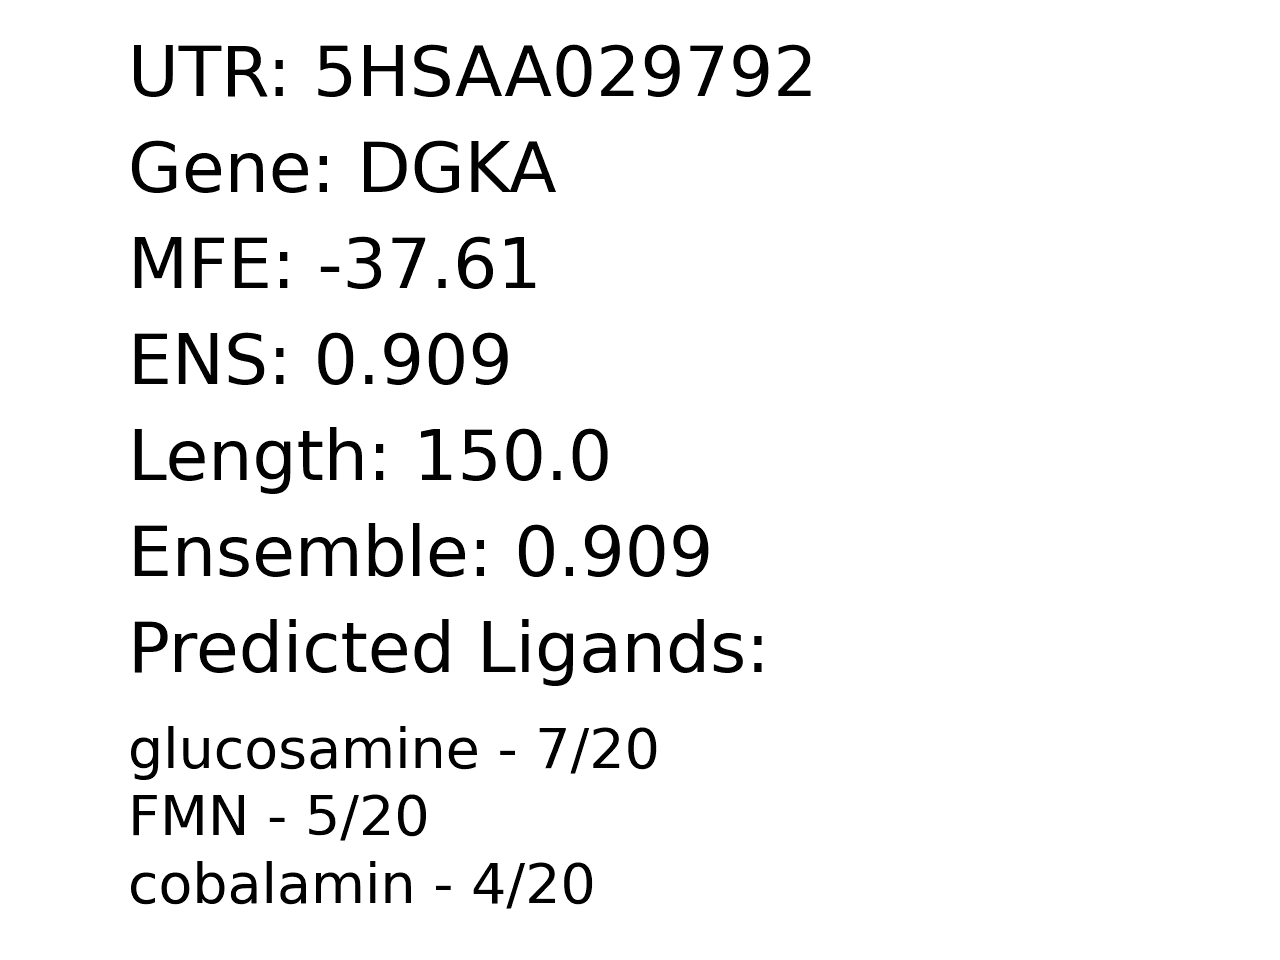 UTR: 5HSAA029792
Gene: DGKA
MFE: -37.61
ENS: 0.909
Length: 150.0
Ensemble: 0.909
Predicted Ligands:
glucosamine - 7/20
FMN - 5/20
cobalamin - 4/20